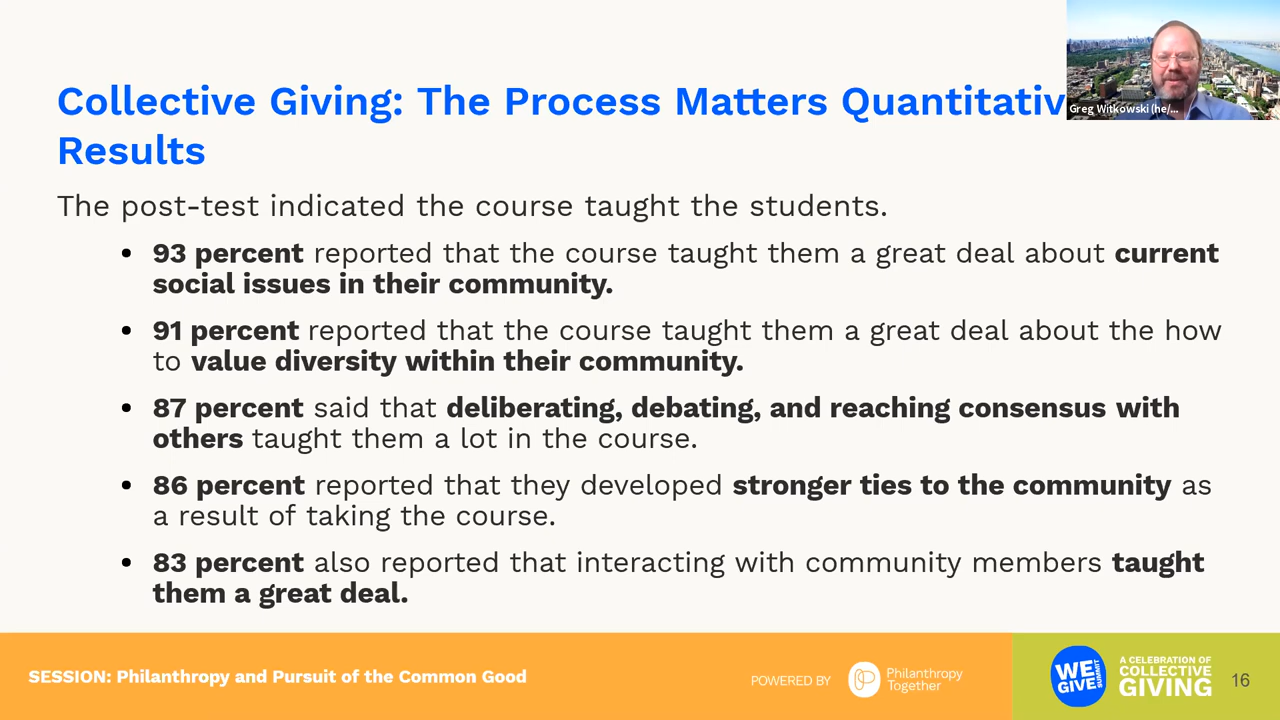 Collective Giving: The Process Matters Quantitativ
Results
Greg Witkowski (he/...
The post-test indicated the course taught the students.
• 93 percent reported that the course taught them a great deal about current
social issues in their community.
• 91 percent reported that the course taught them a great deal about the how
to value diversity within their community.
• 87 percent said that deliberating, debating, and reaching consensus with
others taught them a lot in the course.
• 86 percent reported that they developed stronger ties to the community as
a result of taking the course.
• 83 percent also reported that interacting with community members taught
them a great deal.
SESSION: Philanthropy and Pursuit of the Common Good
POWERED BY
Philanthropy
Together
WE
GIVE
SUMMIT
A CELEBRATION OF
COLLECTIVE
GIVING
16